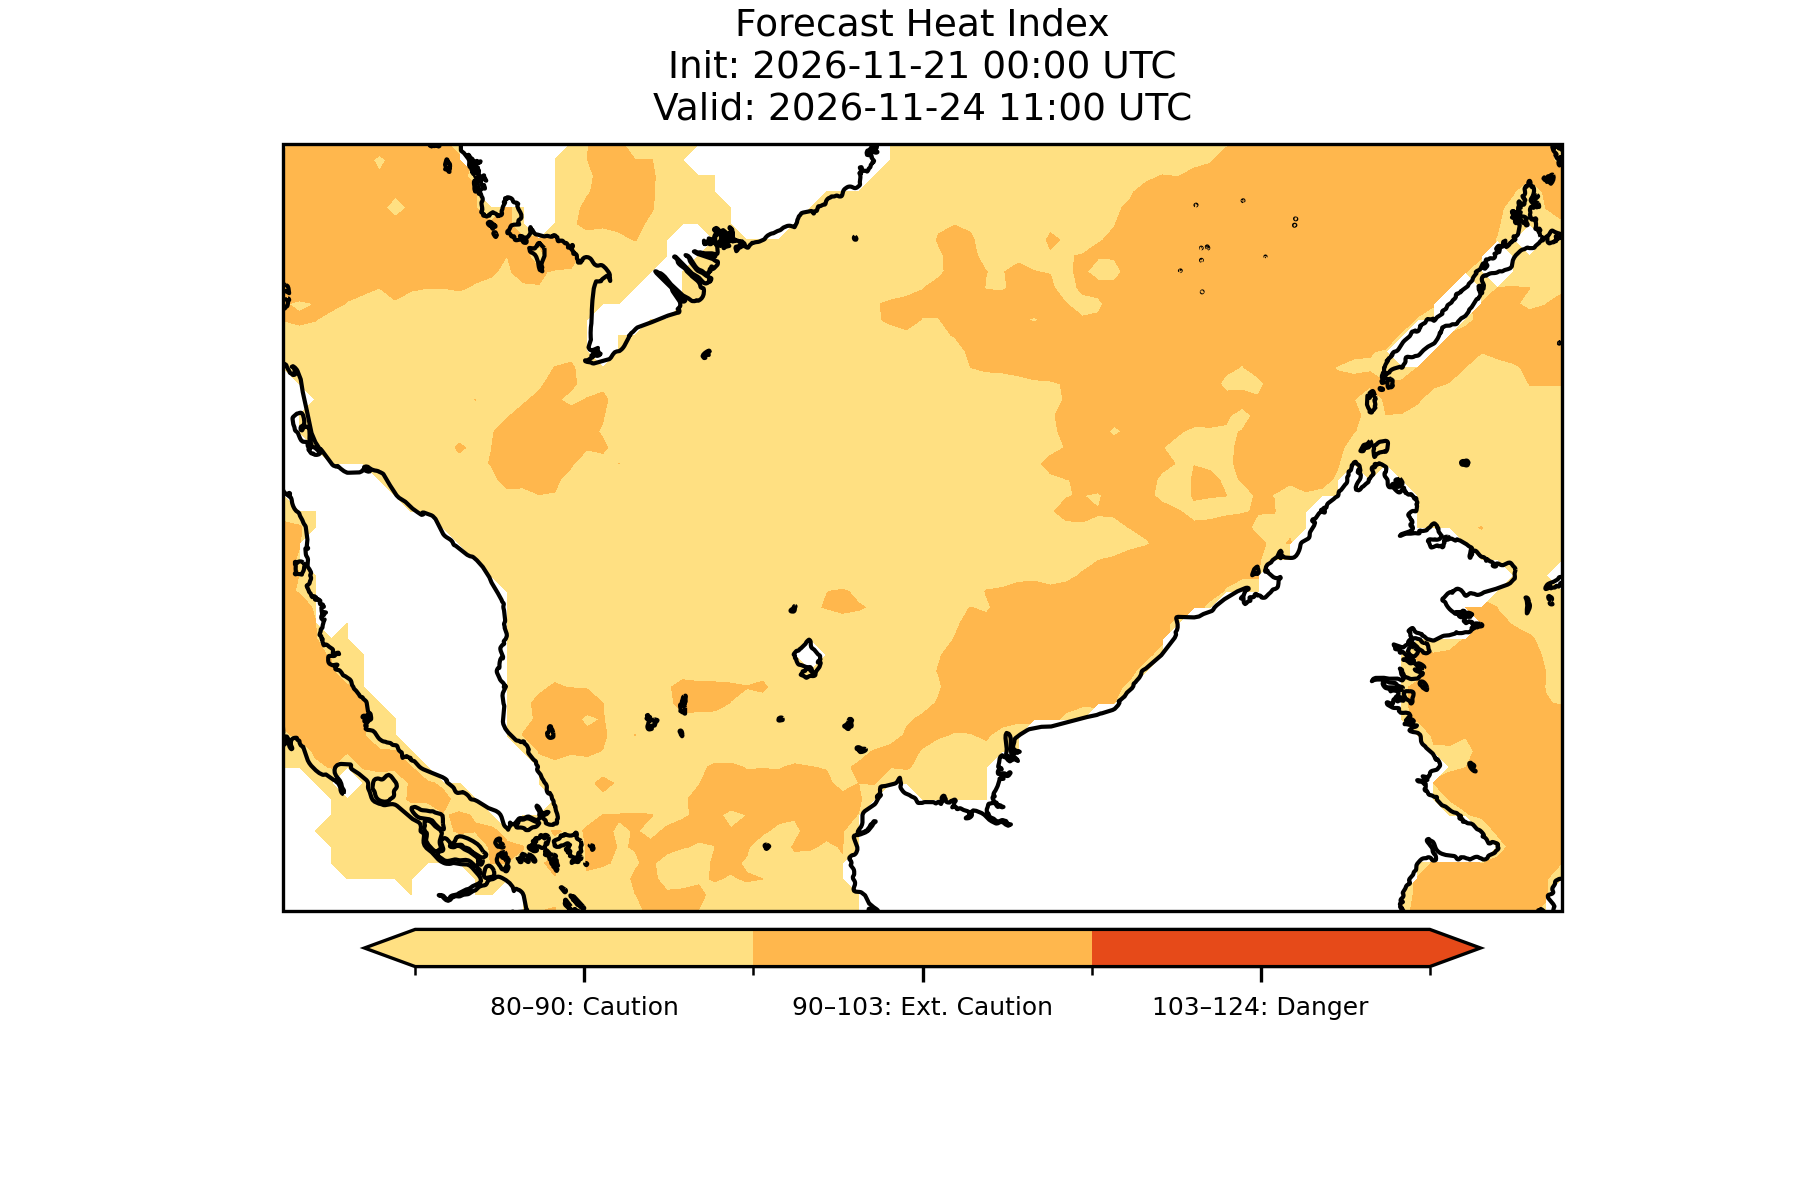 Forecast Heat Index
Init: 2026-11-21 00:00 UTC
Valid: 2026-11-24 11:00 UTC
80–90: Caution
90–103: Ext. Caution
103–124: Danger